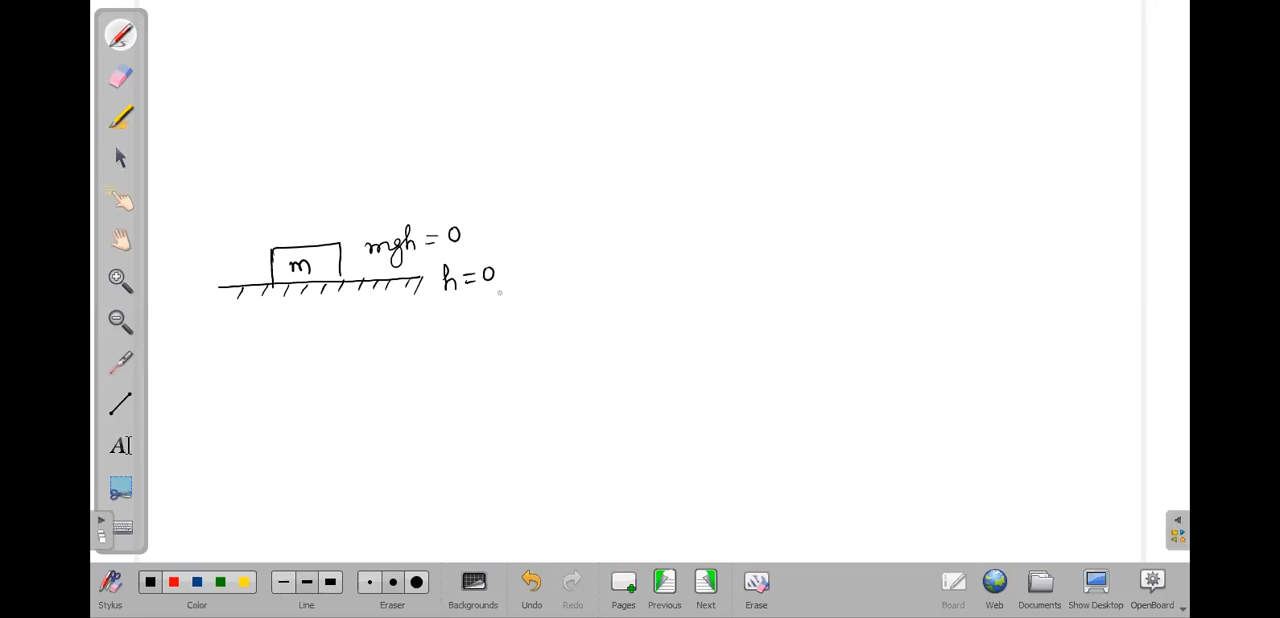 mgh = 0
m
h = 0
A
Stylus
Color
Line
Eraser
Backgrounds
Undo
Redo
Pages
Previous
Next
Erase
Board
Web
Documents
Show Desktop
OpenBoard